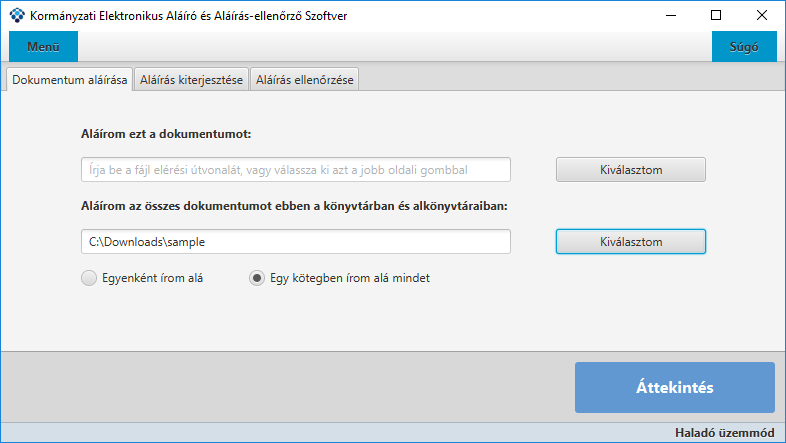 Kormányzati Elektronikus Aláíró és Aláírás-ellenőrző Szoftver
Menü
Súgó
Dokumentum aláírása
Aláírás kiterjesztése
Aláírás ellenőrzése
Aláírom ezt a dokumentumot:
Írja be a fájl elérési útvonalát, vagy válassza ki azt a jobb oldali gombbal
Kiválasztom
Aláírom az összes dokumentumot ebben a könyvtárban és alkönyvtáraiban:
C:\Downloads\sample
Kiválasztom
Egyenként írom alá
Egy kötegben írom alá mindet
Áttekintés
Haladó üzemmód